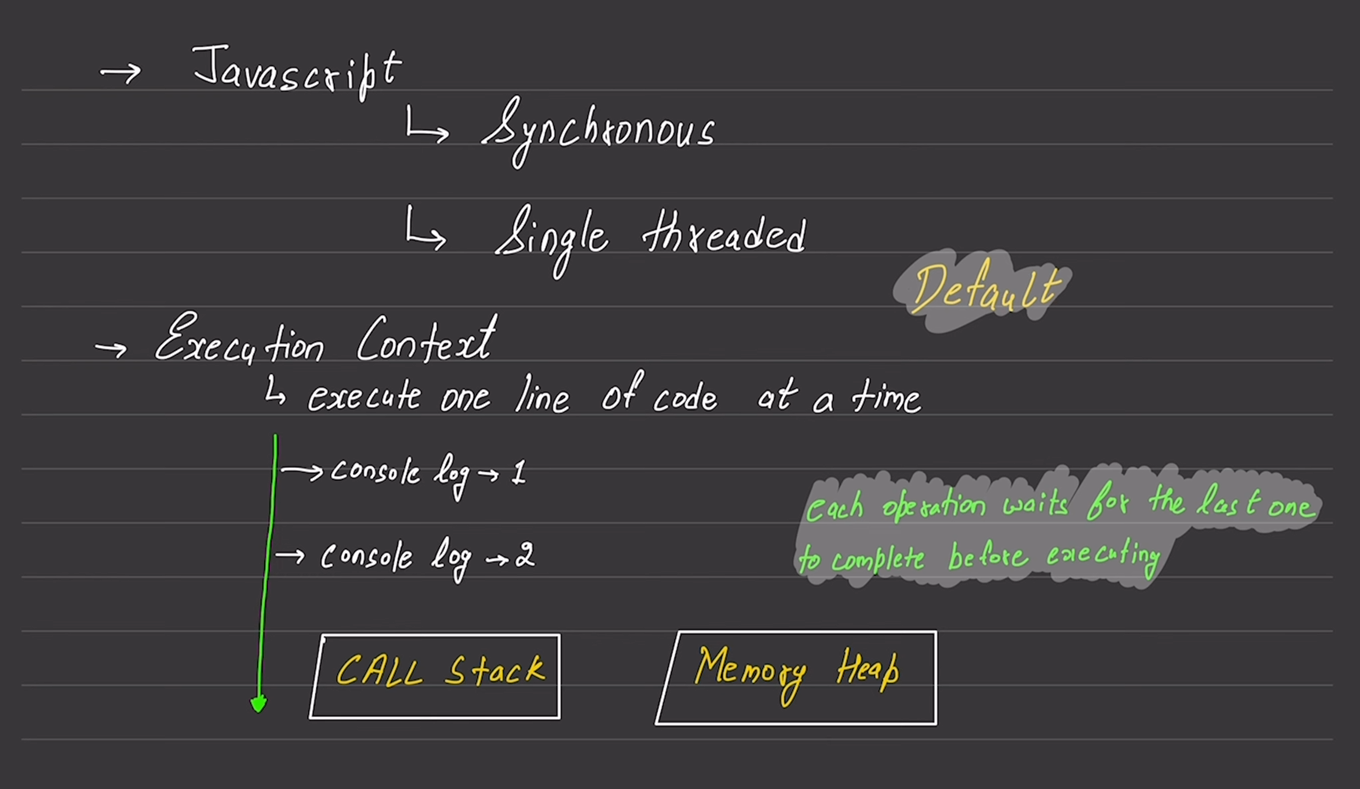 → Javascript
↳ Synchronous
↳ Single threaded
Default
→ Execution Context
↳ execute one line of code at a time
→ console log → 1
→ console log → 2
each operation waits for the last one
to complete before executing
CALL Stack
Memory Heap